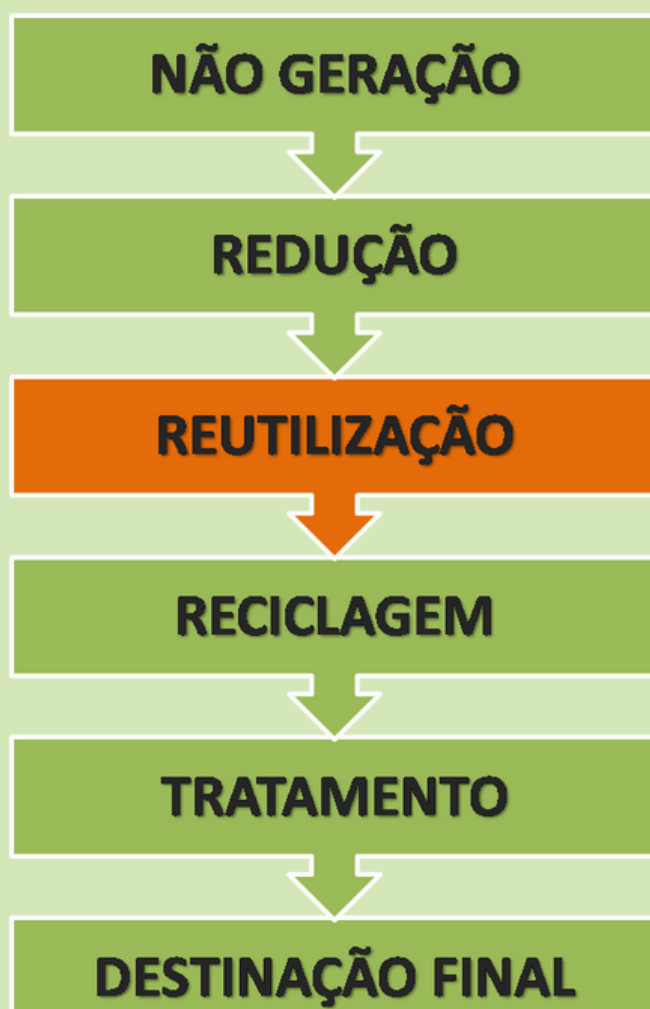 NÃO GERAÇÃO
REDUÇÃO
REUTILIZAÇÃO
RECICLAGEM
TRATAMENTO
DESTINAÇÃO FINAL